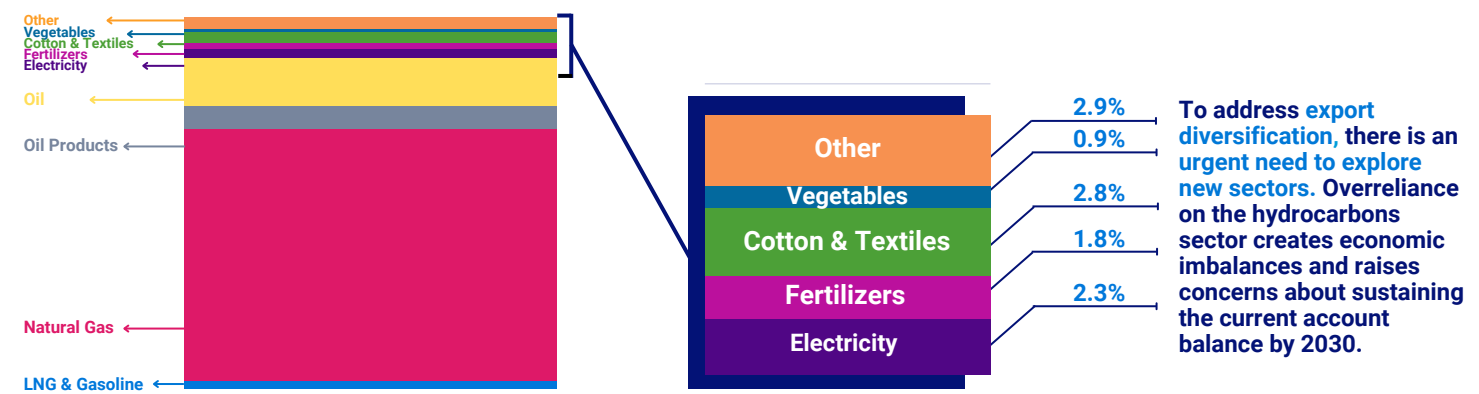 Other
Vegetables
Cotton & Textiles
Fertilizers
Electricity
Oil
Oil Products
Natural Gas
LNG & Gasoline
Other
Vegetables
Cotton & Textiles
Fertilizers
Electricity
2.9%
0.9%
2.8%
1.8%
2.3%
To address export
diversification, there is an
urgent need to explore
new sectors. Overreliance
on the hydrocarbons
sector creates economic
imbalances and raises
concerns about sustaining
the current account
balance by 2030.